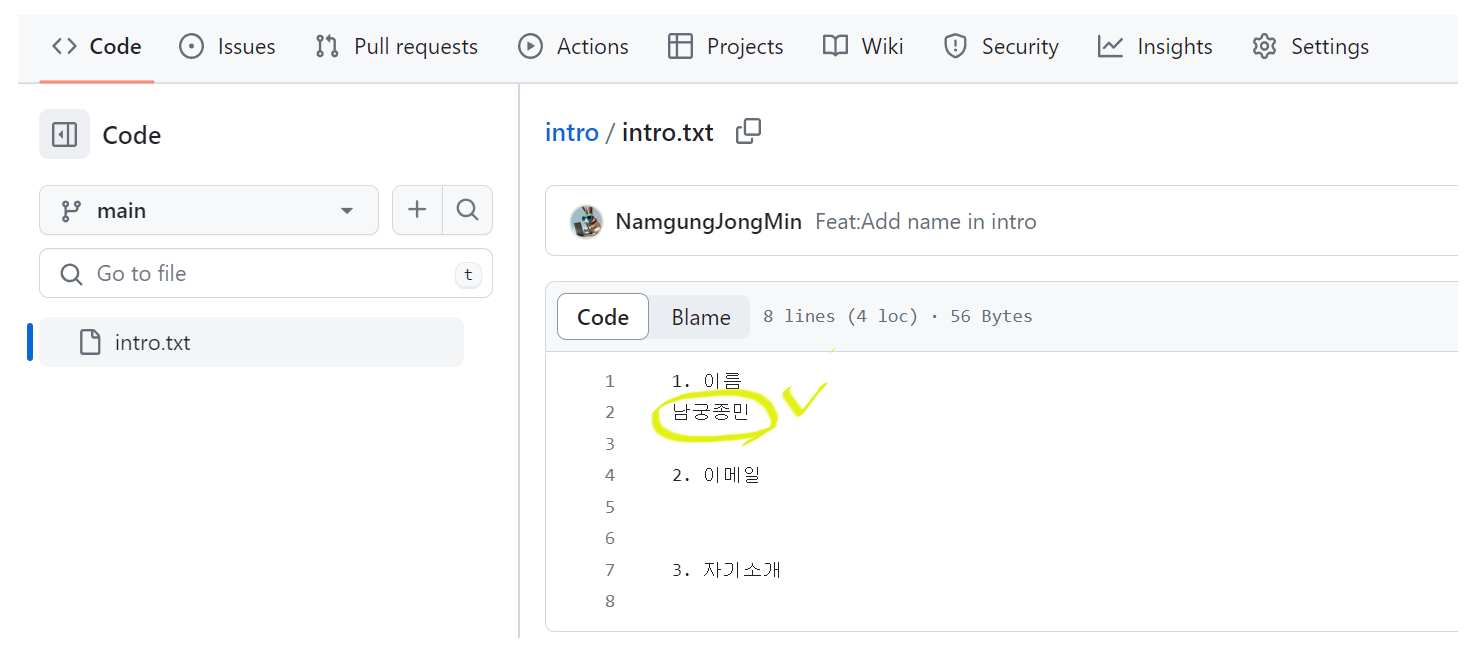 Code Issues Pull requests Actions Projects Wiki Security Insights Settings
Code
main
Go to file t
intro.txt
intro / intro.txt
NamgungJongMin Feat:Add name in intro
Code Blame 8 lines (4 loc) · 56 Bytes
1 1. 이름
2 남궁종민
3
4 2. 이메일
5
6
7 3. 자기소개
8